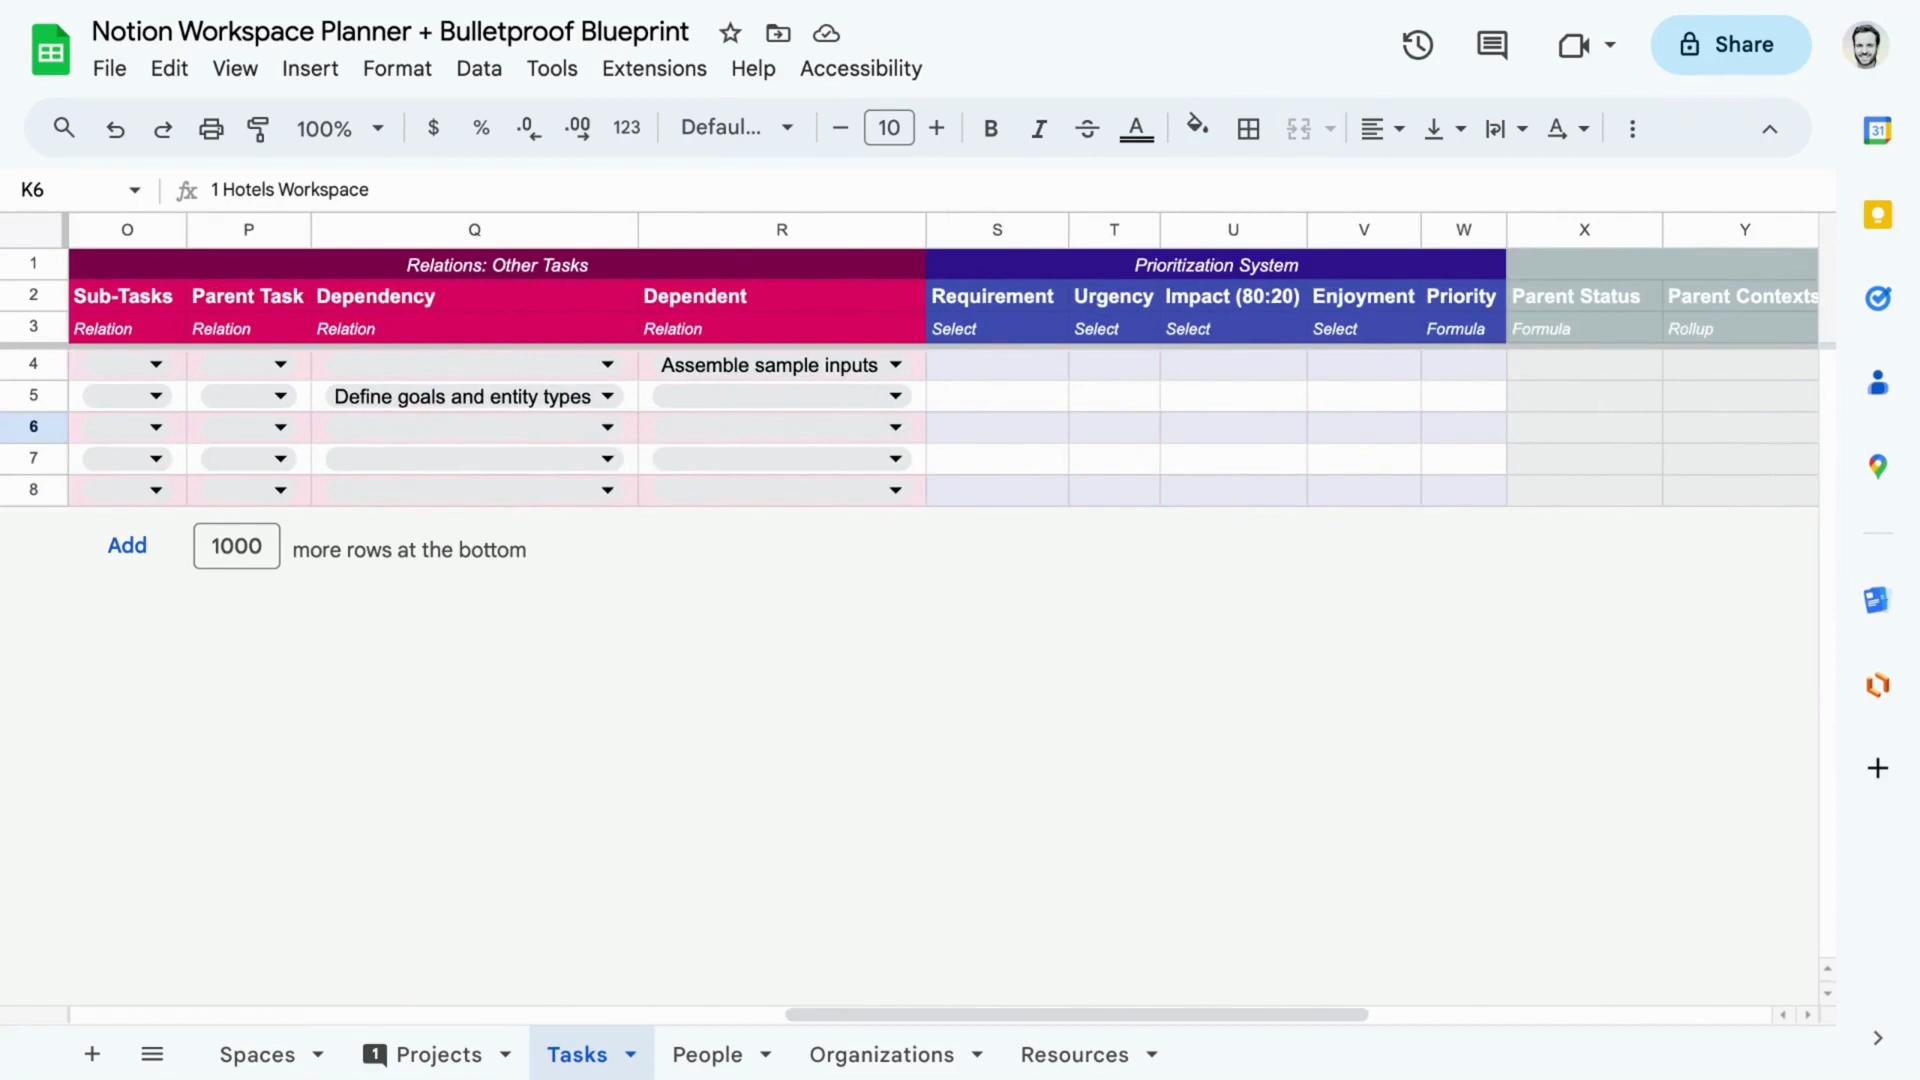 Notion Workspace Planner + Bulletproof Blueprint
File Edit View Insert Format Data Tools Extensions Help Accessibility
Share
100% $ % .0 .00 123 Defaul... 10 B I A
31
K6 fx 1 Hotels Workspace
O P Q R S T U V W X Y
1 Relations: Other Tasks Prioritization System
2 Sub-Tasks Parent Task Dependency Dependent Requirement Urgency Impact (80:20) Enjoyment Priority Parent Status Parent Contexts
3 Relation Relation Relation Relation Select Select Select Select Formula Formula Rollup
4 Assemble sample inputs
5 Define goals and entity types
6
7
8
Add 1000 more rows at the bottom
Spaces 1 Projects Tasks People Organizations Resources